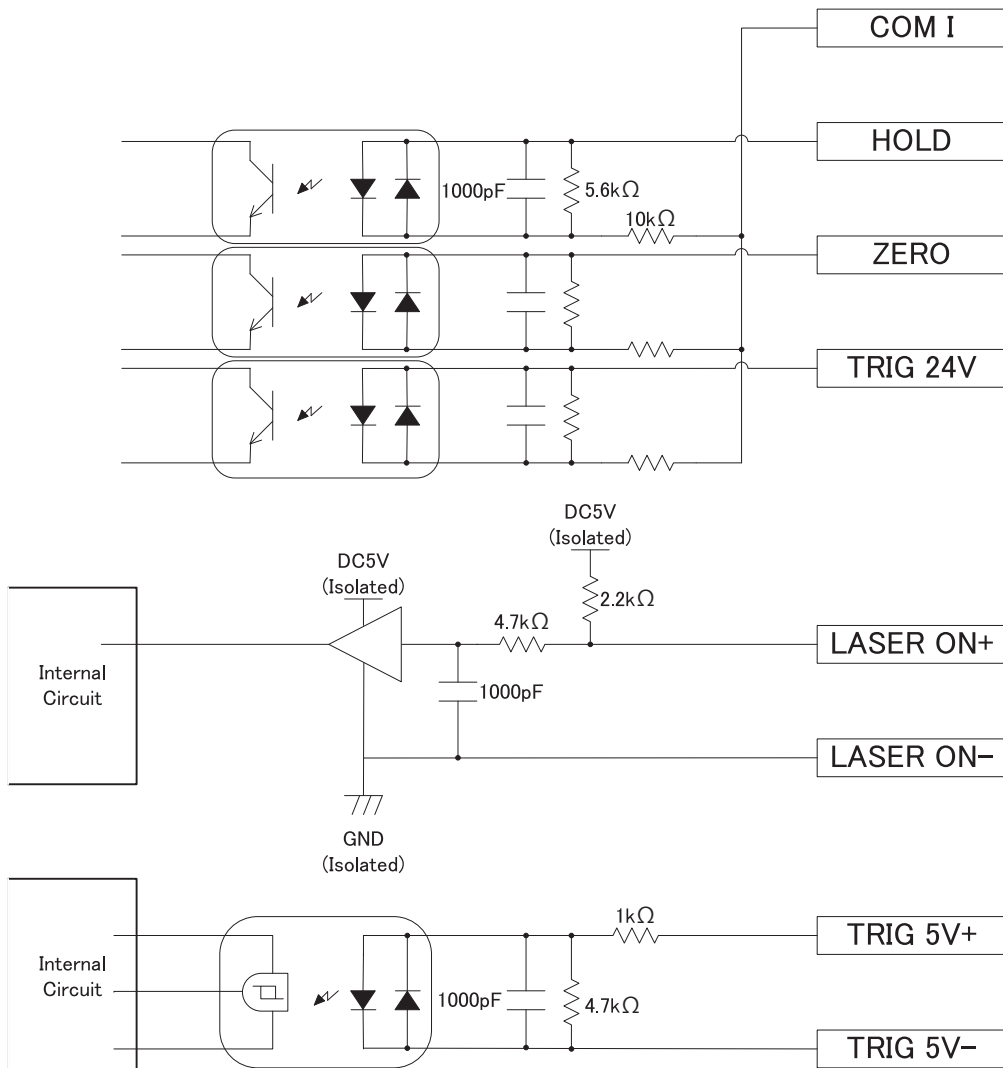 COM I
HOLD
1000pF
5.6kΩ
10kΩ
ZERO
TRIG 24V
DC5V
(Isolated)
DC5V
(Isolated)
2.2kΩ
4.7kΩ
LASER ON+
Internal
Circuit
1000pF
LASER ON−
GND
(Isolated)
1kΩ
TRIG 5V+
Internal
Circuit
1000pF
4.7kΩ
TRIG 5V−